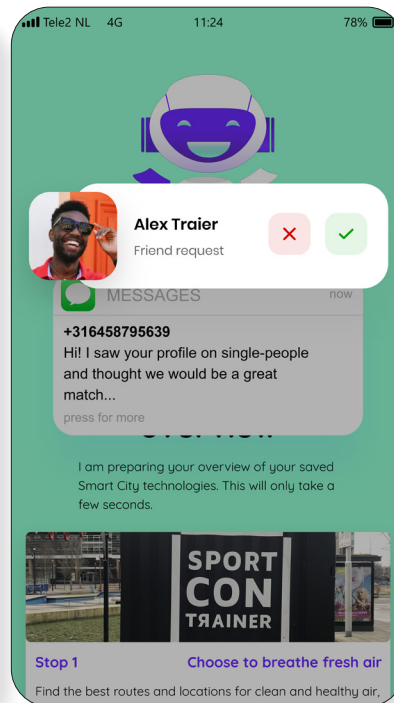 Tele2 NL 4G 11:24 78%
Alex Traier
Friend request
MESSAGES now
+316458795639
Hi! I saw your profile on single-people
and thought we would be a great
match...
press for more
I am preparing your overview of your saved
Smart City technologies. This will only take a
few seconds.
SPORT
CON
TЯAINER
Stop 1 Choose to breathe fresh air
Find the best routes and locations for clean and healthy air,